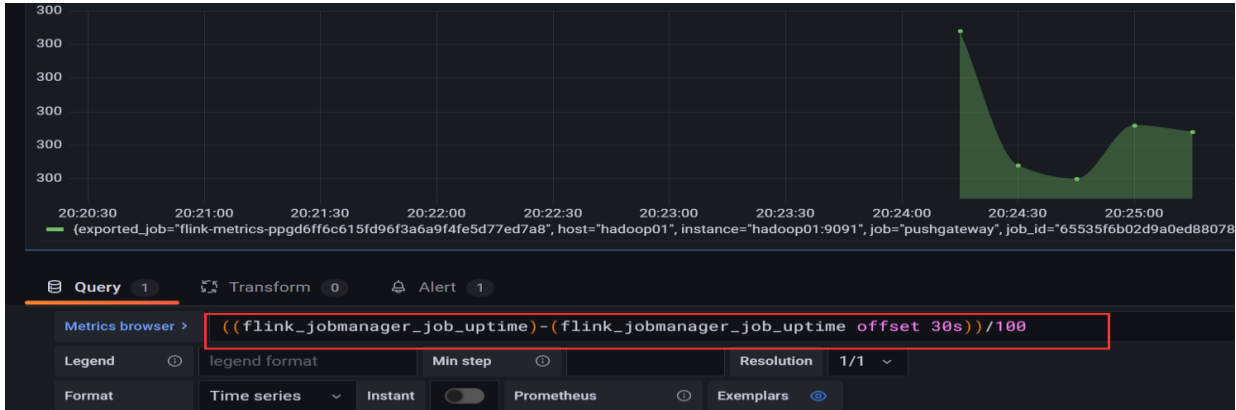 300
300
300
300
300
300
20:20:30 20:21:00 20:21:30 20:22:00 20:22:30 20:23:00 20:23:30 20:24:00 20:24:30 20:25:00
{exported_job="flink-metrics-ppgd6ff6c615fd96f3a6a9f4fe5d77ed7a8", host="hadoop01", instance="hadoop01:9091", job="pushgateway", job_id="65535f6b02d9a0ed88078
Query 1 Transform 0 Alert 1
Metrics browser > ((flink_jobmanager_job_uptime)-(flink_jobmanager_job_uptime offset 30s))/100
Legend legend format Min step Resolution 1/1
Format Time series Instant Prometheus Exemplars